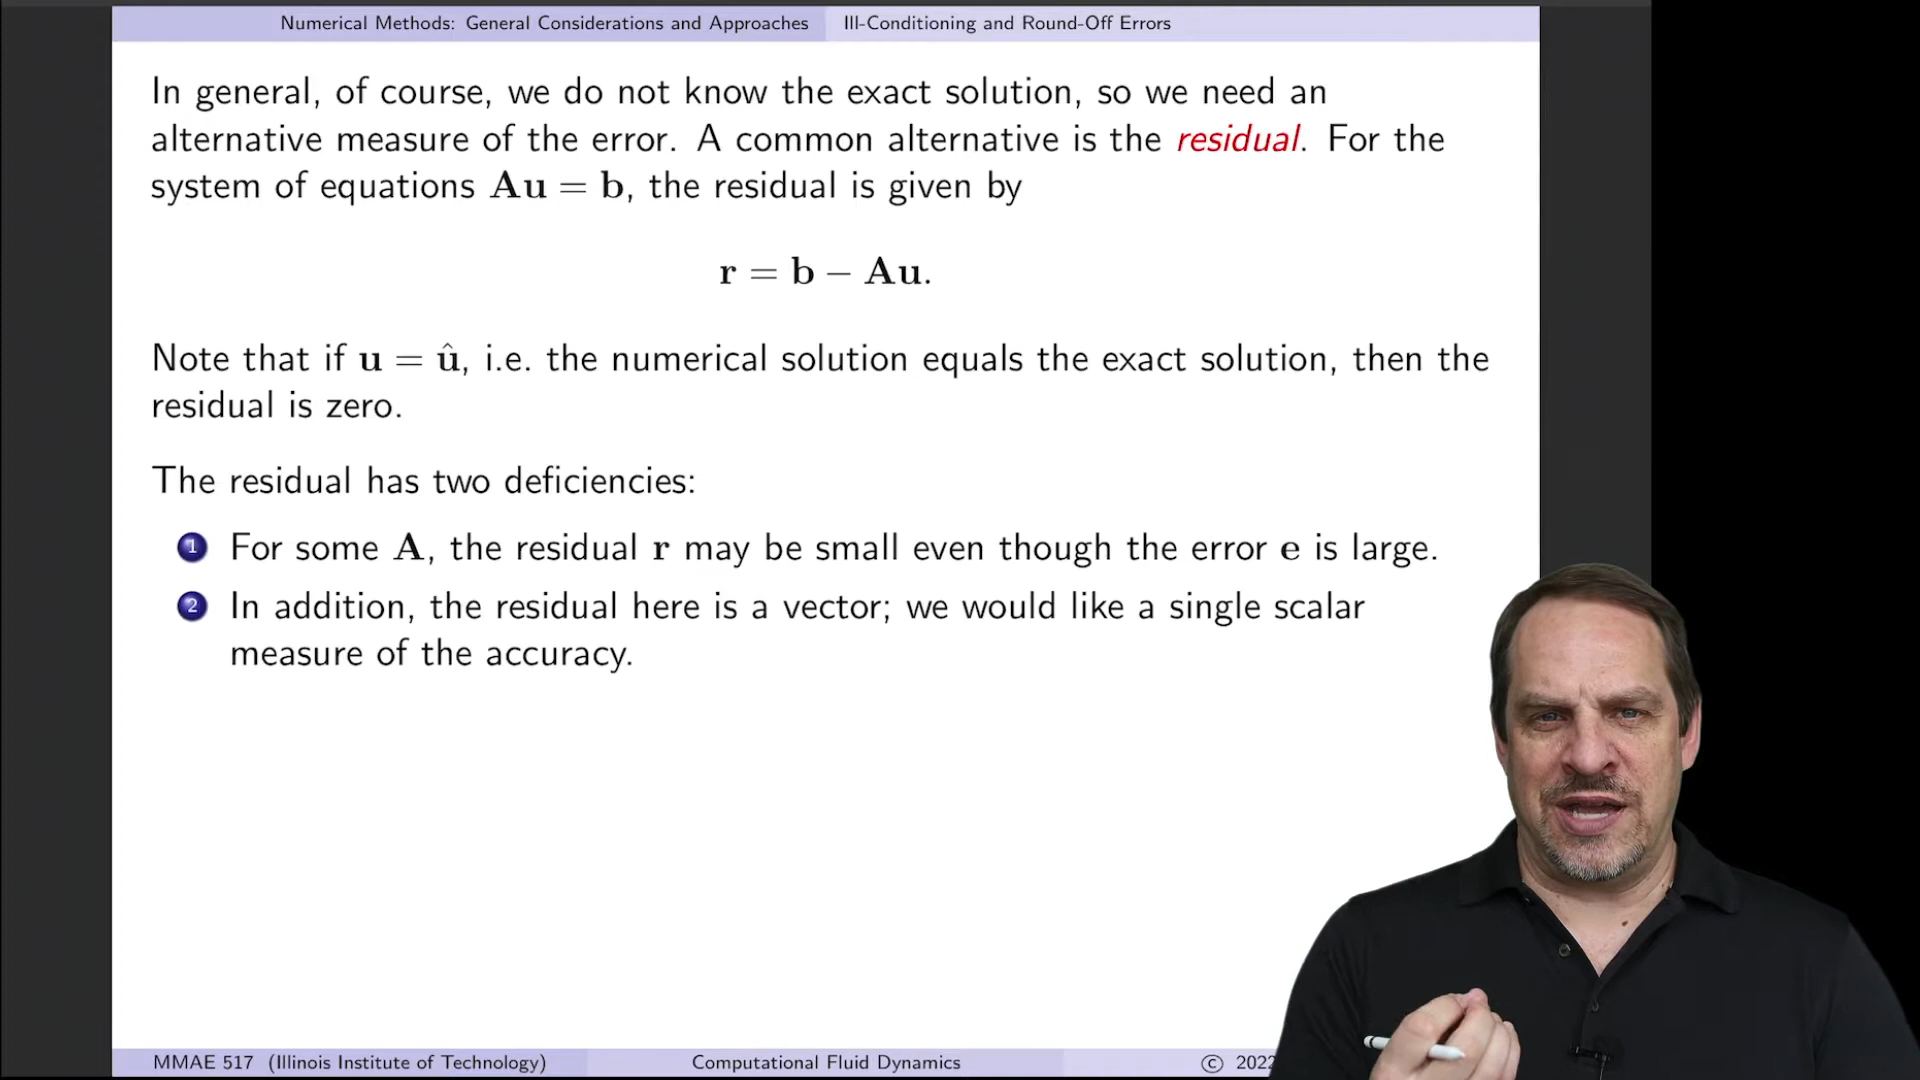 Numerical Methods: General Considerations and Approaches Ill-Conditioning and Round-Off Errors
In general, of course, we do not know the exact solution, so we need an
alternative measure of the error. A common alternative is the residual. For the
system of equations Au = b, the residual is given by
r = b − Au.
Note that if u = û, i.e. the numerical solution equals the exact solution, then the
residual is zero.
The residual has two deficiencies:
1 For some A, the residual r may be small even though the error e is large.
2 In addition, the residual here is a vector; we would like a single scalar
measure of the accuracy.
MMAE 517 (Illinois Institute of Technology) Computational Fluid Dynamics © 2022